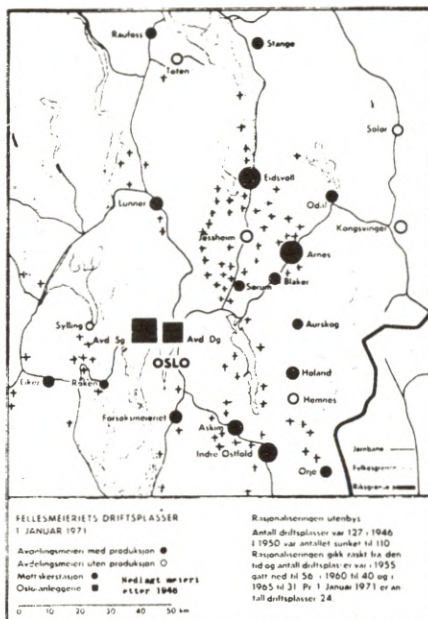 Raufoss
Stange
Toten
Solør
Eidsvoll
Lunner
Odal
Kongsvinger
Jessheim
Årnes
Sørum
Blaker
Sylling
Avd Sg
Avd Dg
Aurskog
OSLO
Eiker
Røken
Høland
Hemnes
Forsøksmeieriet
Askim
Indre Østfold
Ørje
Jernbane
Fylkesgrense
Riksgrense
FELLESMEIERIETS DRIFTSPLASSER
1 JANUAR 1971
Avdelingsmeieri med produksjon
Avdelingsmeieri uten produksjon
Mottakerstasjon
Oslo-anleggene
Nedlagt meieri
etter 1946
0 10 20 30 40 50 km
Rasjonaliseringen utenbys
Antall driftsplasser var 127 i 1946
I 1950 var antallet sunket til 110
Rasjonaliseringen gikk raskt fra den
tid og antall driftsplasser var i 1955
gått ned til 56 i 1960 til 40 og i
1965 til 31 Pr 1 Januar 1971 er an
tall driftsplasser 24